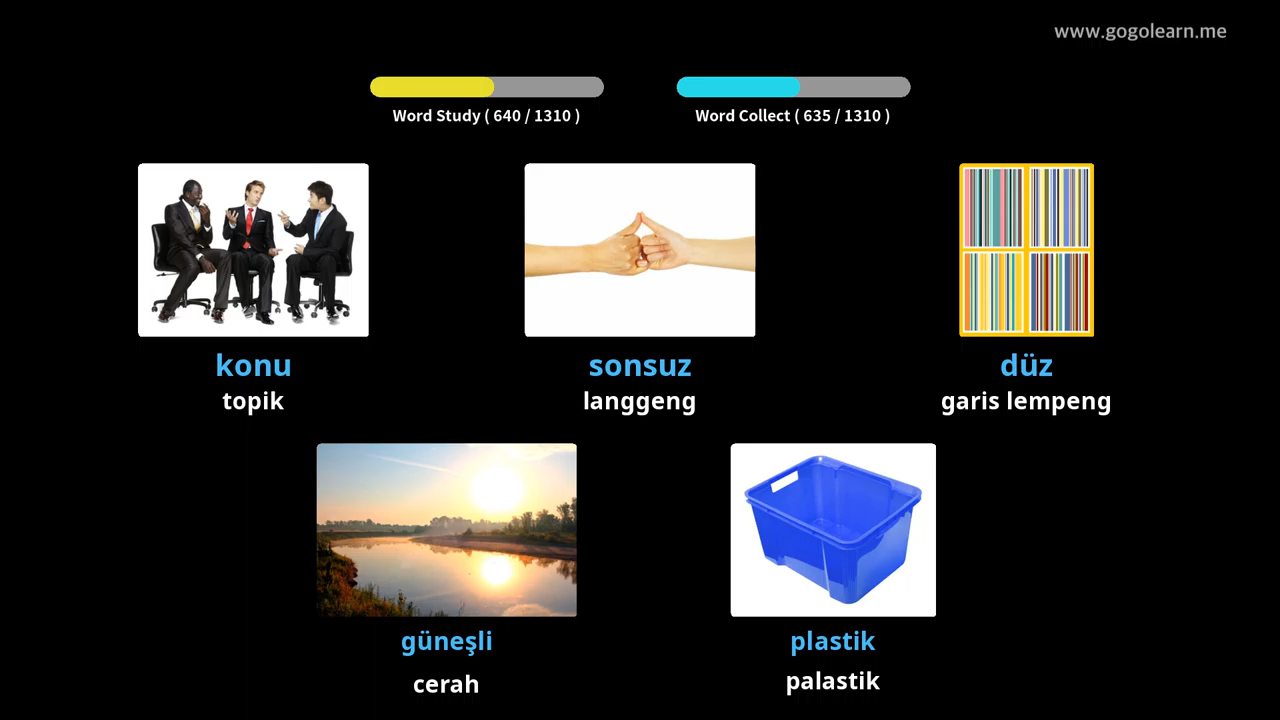 www.gogolearn.me
Word Study ( 640 / 1310 )
Word Collect ( 635 / 1310 )
konu
topik
sonsuz
langgeng
düz
garis lempeng
güneşli
cerah
plastik
palastik